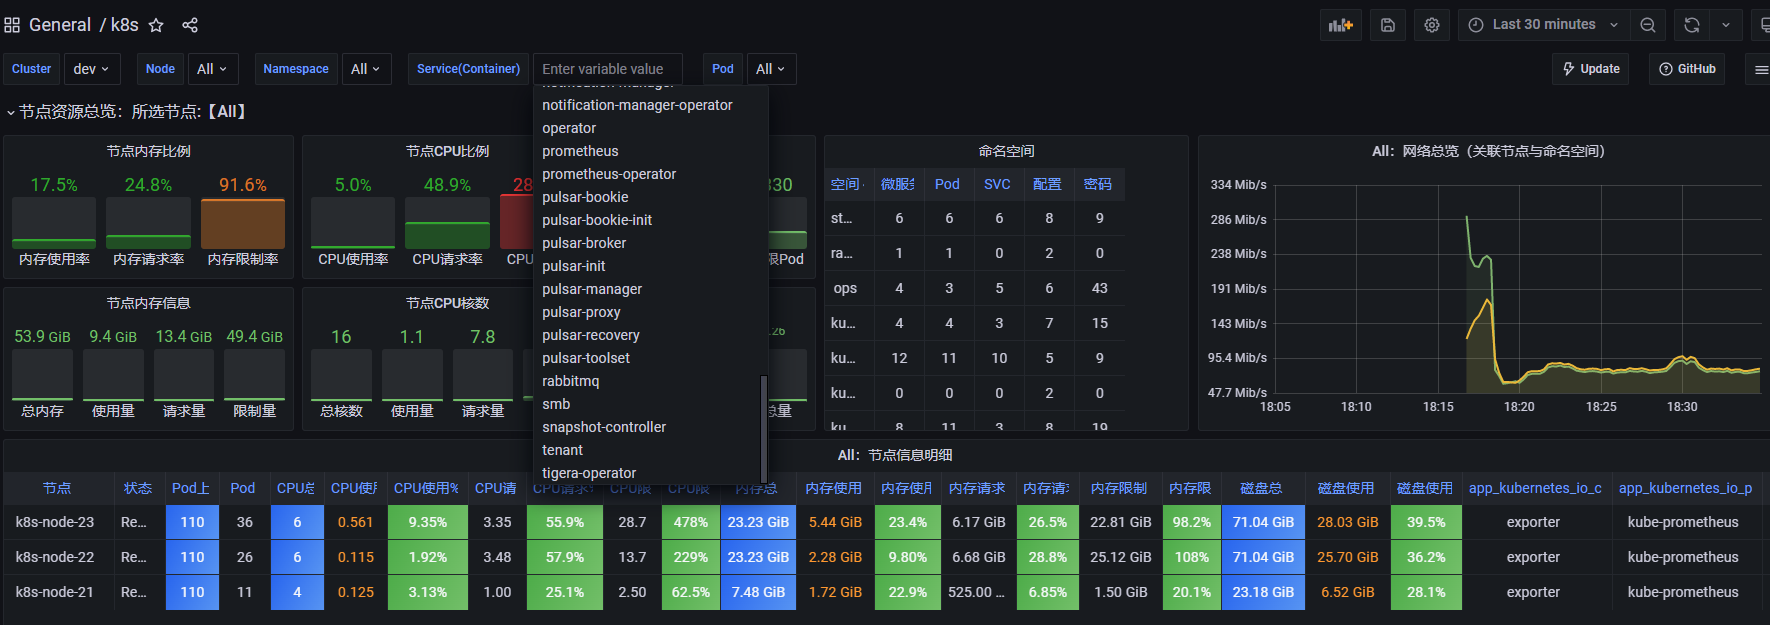 General / k8s
Last 30 minutes
Cluster dev Node All Namespace All Service(Container) Enter variable value Pod All Update GitHub
节点资源总览：所选节点:【All】
notification-manager
notification-manager-operator
operator
prometheus
prometheus-operator
pulsar-bookie
pulsar-bookie-init
pulsar-broker
pulsar-init
pulsar-manager
pulsar-proxy
pulsar-recovery
pulsar-toolset
rabbitmq
smb
snapshot-controller
tenant
tigera-operator
节点内存比例
17.5% 24.8% 91.6%
内存使用率 内存请求率 内存限制率
节点CPU比例
5.0% 48.9% 28
CPU使用率 CPU请求率 CPU
330
限Pod
节点内存信息
53.9 GiB 9.4 GiB 13.4 GiB 49.4 GiB
总内存 使用量 请求量 限制量
节点CPU核数
16 1.1 7.8
总核数 使用量 请求量
.26
总量
命名空间
空间 微服务 Pod SVC 配置 密码
st... 6 6 6 8 9
ra... 1 1 0 2 0
ops 4 3 5 6 43
ku... 4 4 3 7 15
ku... 12 11 10 5 9
ku... 0 0 0 2 0
ku 8 11 3 8 19
All：网络总览（关联节点与命名空间）
334 Mib/s
286 Mib/s
238 Mib/s
191 Mib/s
143 Mib/s
95.4 Mib/s
47.7 Mib/s
18:05 18:10 18:15 18:20 18:25 18:30
All：节点信息明细
节点 状态 Pod上 Pod CPU总 CPU使用 CPU使用% CPU请 CPU请求% CPU限 CPU限 内存总 内存使用 内存使用 内存请求 内存请求 内存限制 内存限 磁盘总 磁盘使用 磁盘使用 app_kubernetes_io_c app_kubernetes_io_p
k8s-node-23 Re... 110 36 6 0.561 9.35% 3.35 55.9% 28.7 478% 23.23 GiB 5.44 GiB 23.4% 6.17 GiB 26.5% 22.81 GiB 98.2% 71.04 GiB 28.03 GiB 39.5% exporter kube-prometheus
k8s-node-22 Re... 110 26 6 0.115 1.92% 3.48 57.9% 13.7 229% 23.23 GiB 2.28 GiB 9.80% 6.68 GiB 28.8% 25.12 GiB 108% 71.04 GiB 25.70 GiB 36.2% exporter kube-prometheus
k8s-node-21 Re... 110 11 4 0.125 3.13% 1.00 25.1% 2.50 62.5% 7.48 GiB 1.72 GiB 22.9% 525.00 ... 6.85% 1.50 GiB 20.1% 23.18 GiB 6.52 GiB 28.1% exporter kube-prometheus